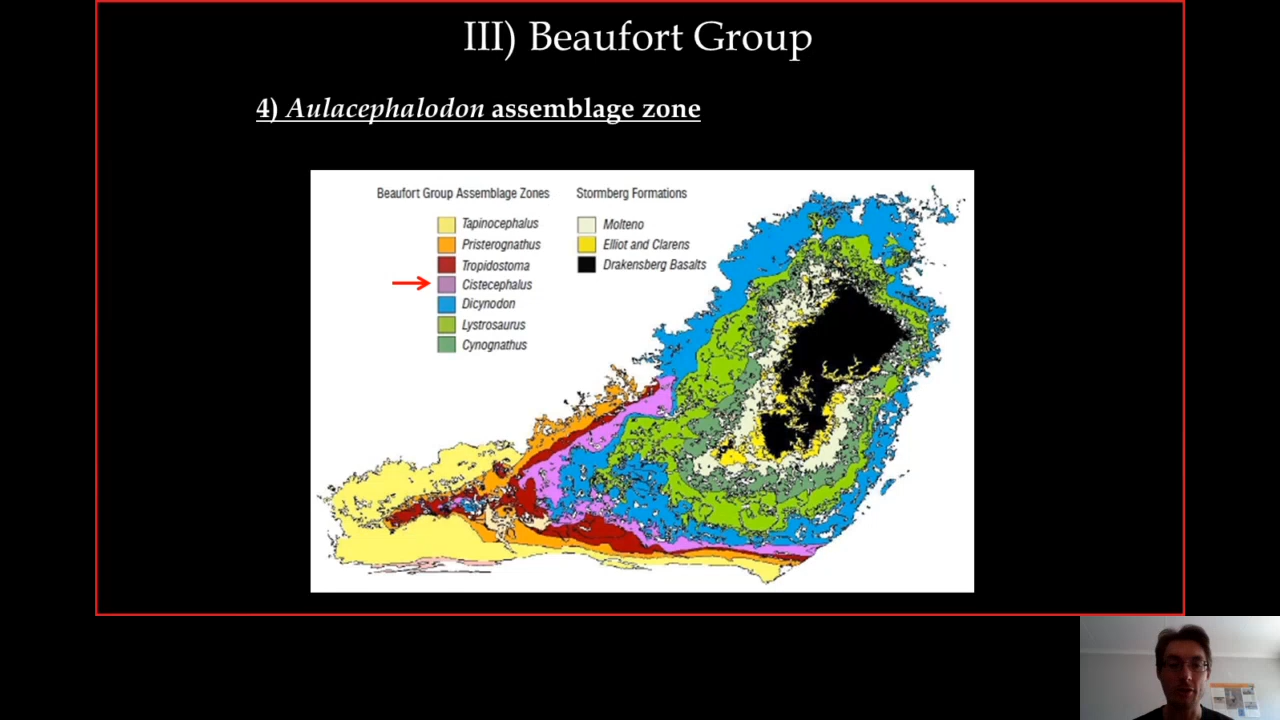 III) Beaufort Group
4) Aulacephalodon assemblage zone
Beaufort Group Assemblage Zones
Tapinocephalus
Pristerognathus
Tropidostoma
Cistecephalus
Dicynodon
Lystrosaurus
Cynognathus
Stormberg Formations
Molteno
Elliot and Clarens
Drakensberg Basalts